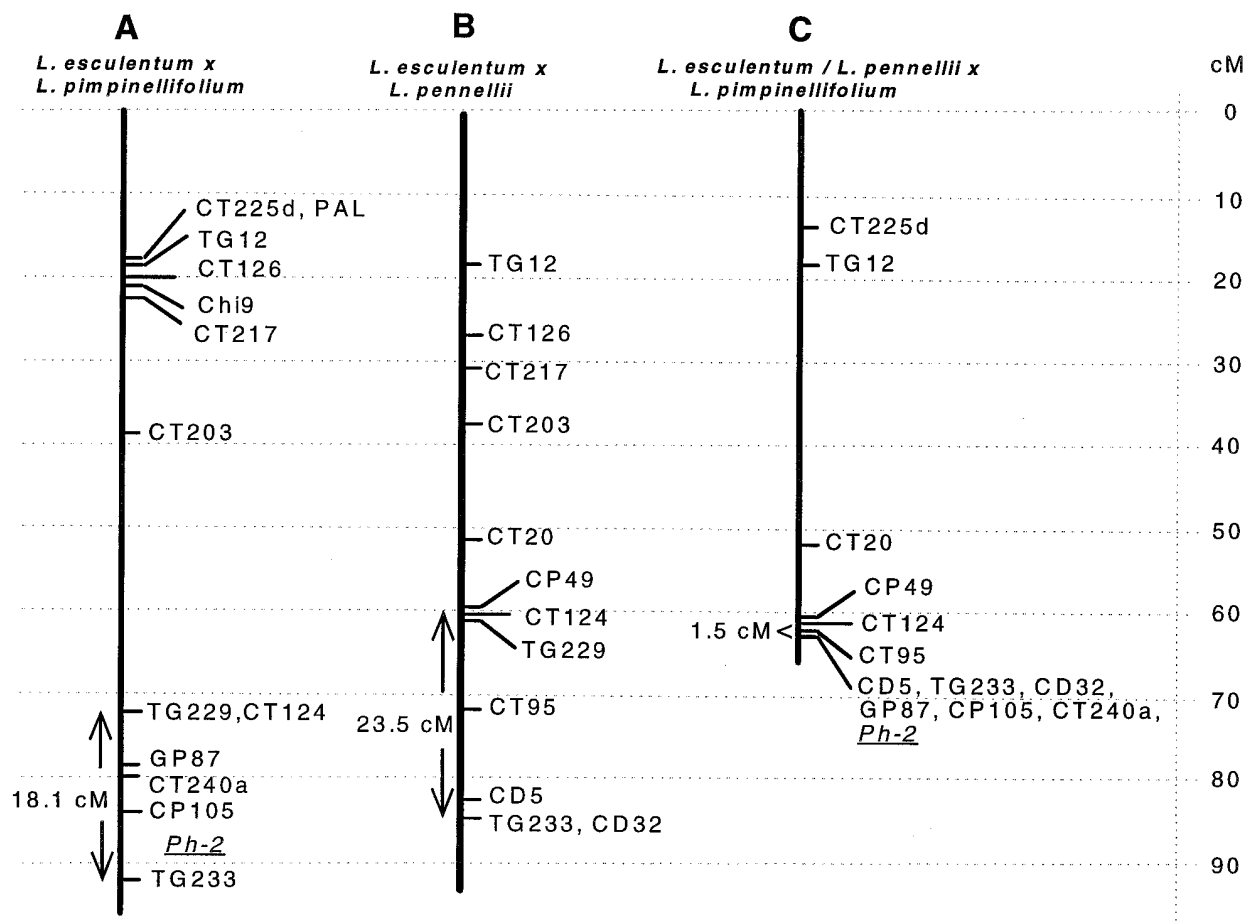 A
L. esculentum x
L. pimpinellifolium
CT225d, PAL
TG12
CT126
Chi9
CT217
CT203
TG229,CT124
GP87
CT240a
18.1 cM
CP105
Ph-2
TG233
B
L. esculentum x
L. pennellii
TG12
CT126
CT217
CT203
CT20
CP49
CT124
TG229
CT95
23.5 cM
CD5
TG233, CD32
C
L. esculentum / L. pennellii x
L. pimpinellifolium
CT225d
TG12
CT20
CP49
1.5 cM <
CT124
CT95
CD5, TG233, CD32,
GP87, CP105, CT240a,
Ph-2
cM
0
10
20
30
40
50
60
70
80
90